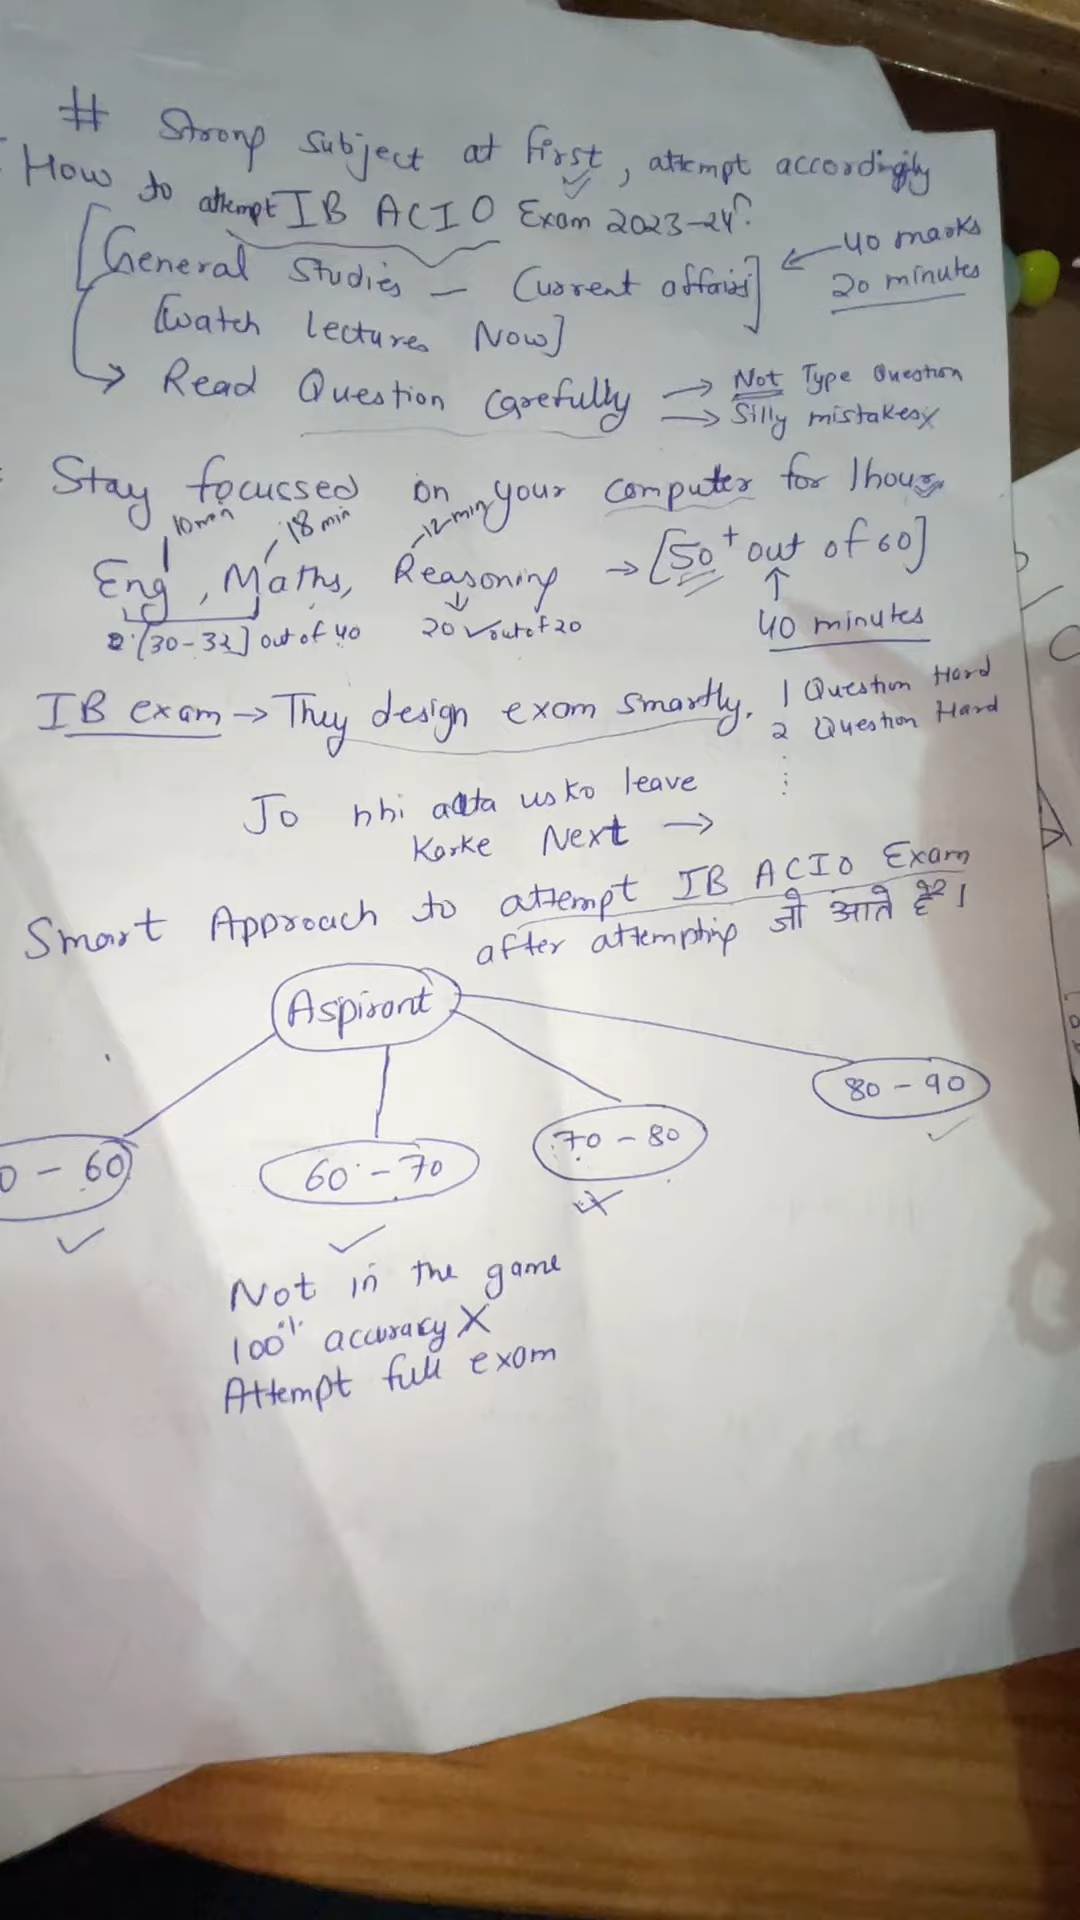 # Strong subject at first, attempt accordingly
How to attempt IB ACIO Exam 2023-24?
[General Studies - Current affairs] ← 40 marks
20 minutes
[watch lectures Now]
→ Read Question Carefully → Not Type Question
→ Silly mistakes x
Stay focussed on your computer for 1 hour
10 min 18 min 12 min
Eng, Maths, Reasoning → [50+ out of 60]
[30-32] out of 40 20 out of 20 40 minutes
IB exam → They design exam smartly. 1 Question Hard
2 Question Hard
Jo nhi aata usko leave
Karke Next →
Smart Approach to attempt IB ACIO Exam
after attempting जो आते है।
Aspirant
80 - 90
0 - 60 60 - 70 70 - 80
Not in the game
100% accuracy X
Attempt full exam